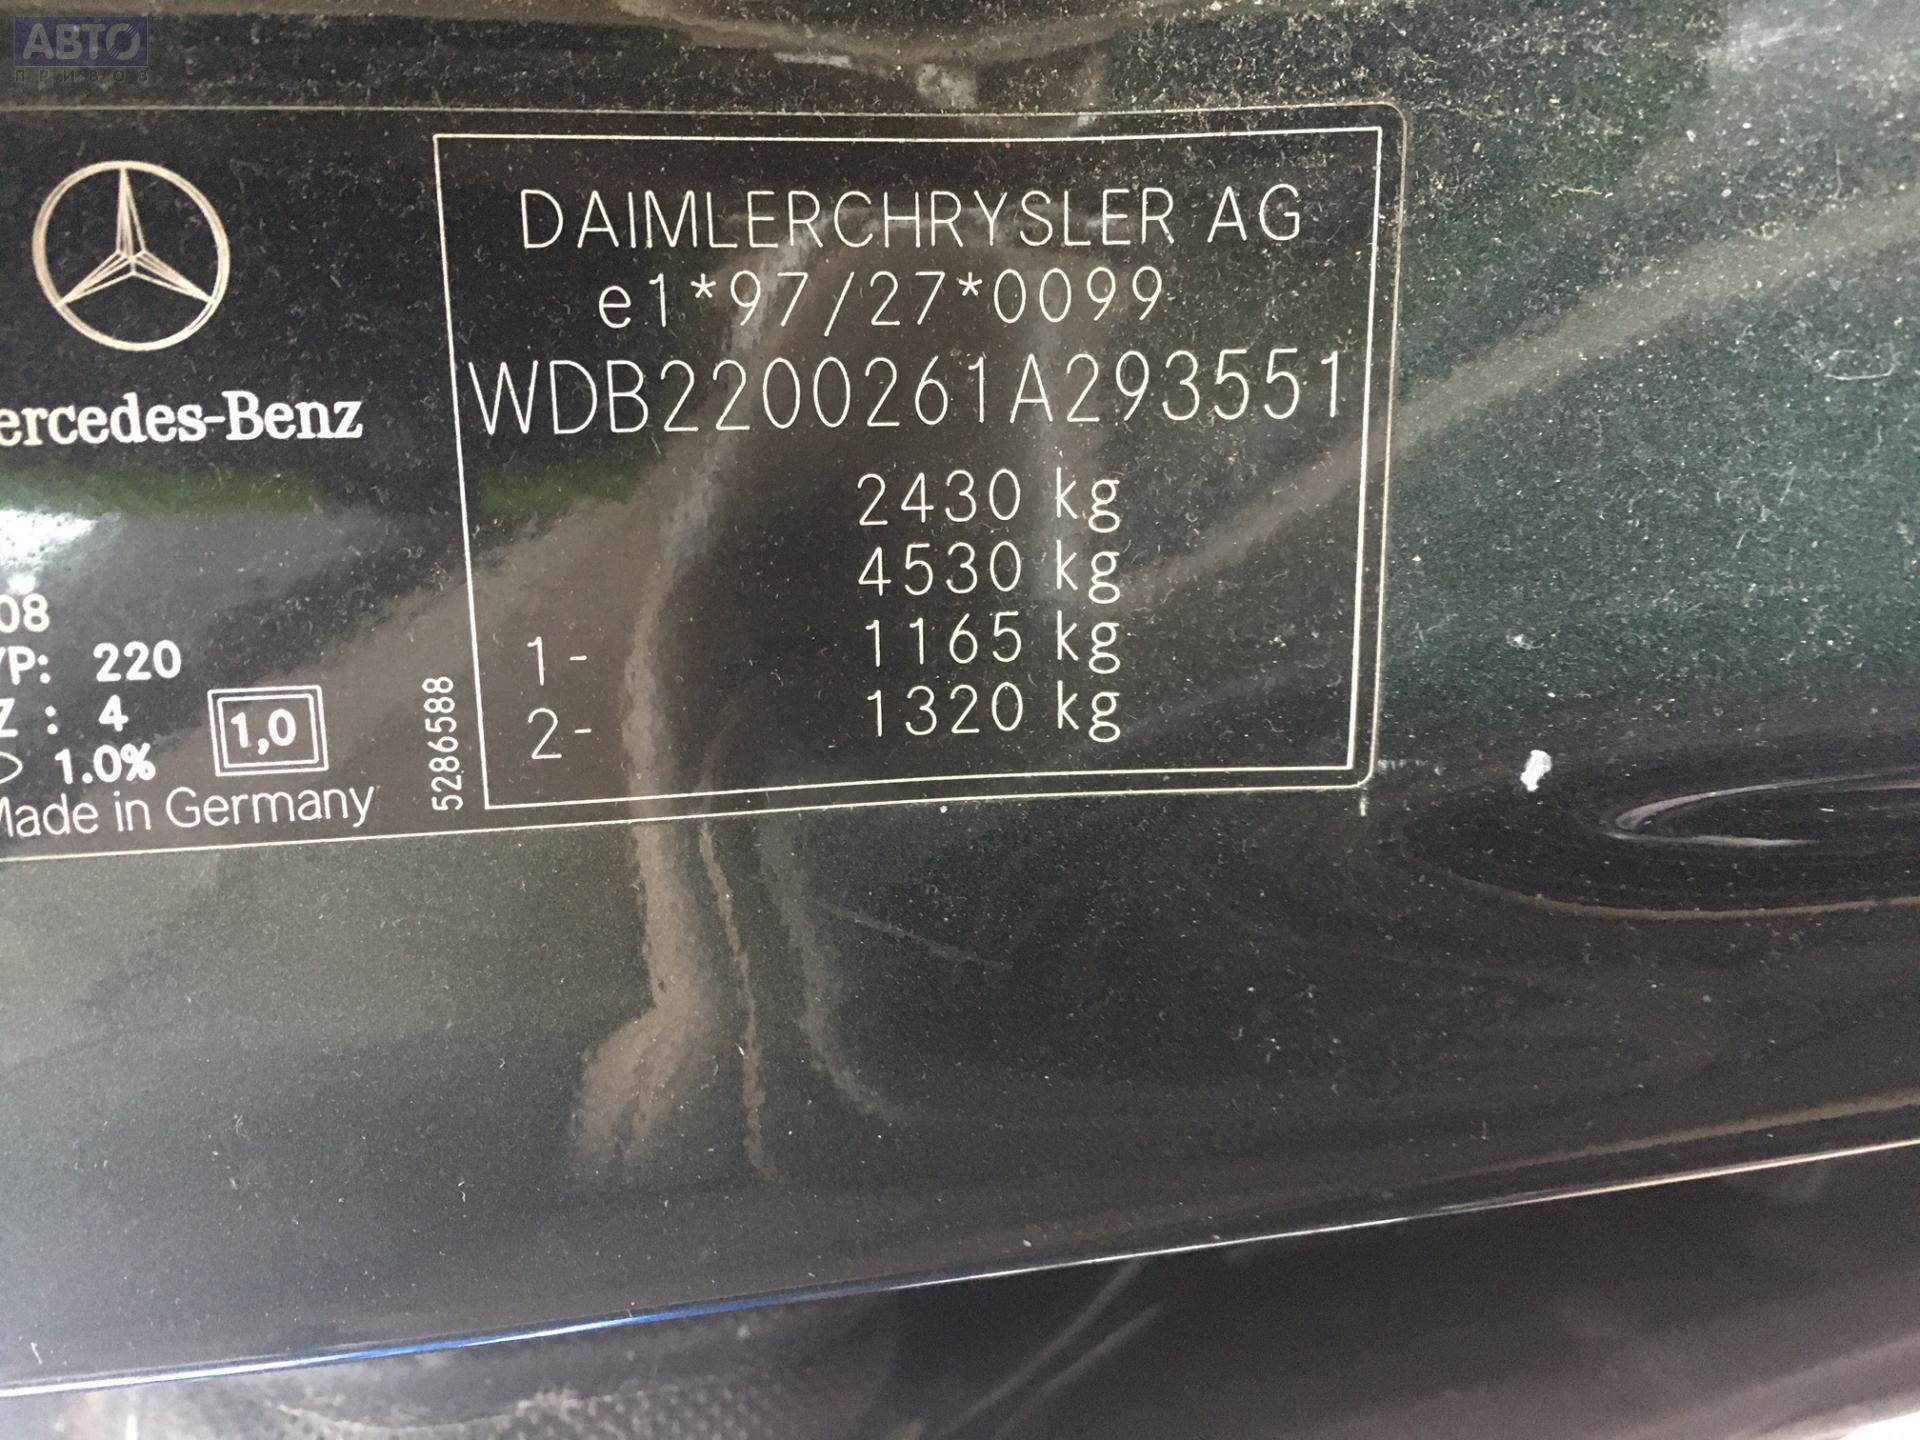 АВТО
ПРИВОЗ
DAIMLERCHRYSLER AG
e1*97/27*0099
WDB2200261A293551
2430 kg
4530 kg
1- 1165 kg
2- 1320 kg
ercedes-Benz
08
YP: 220
Z : 4
1.0%
1,0
Made in Germany
5286588